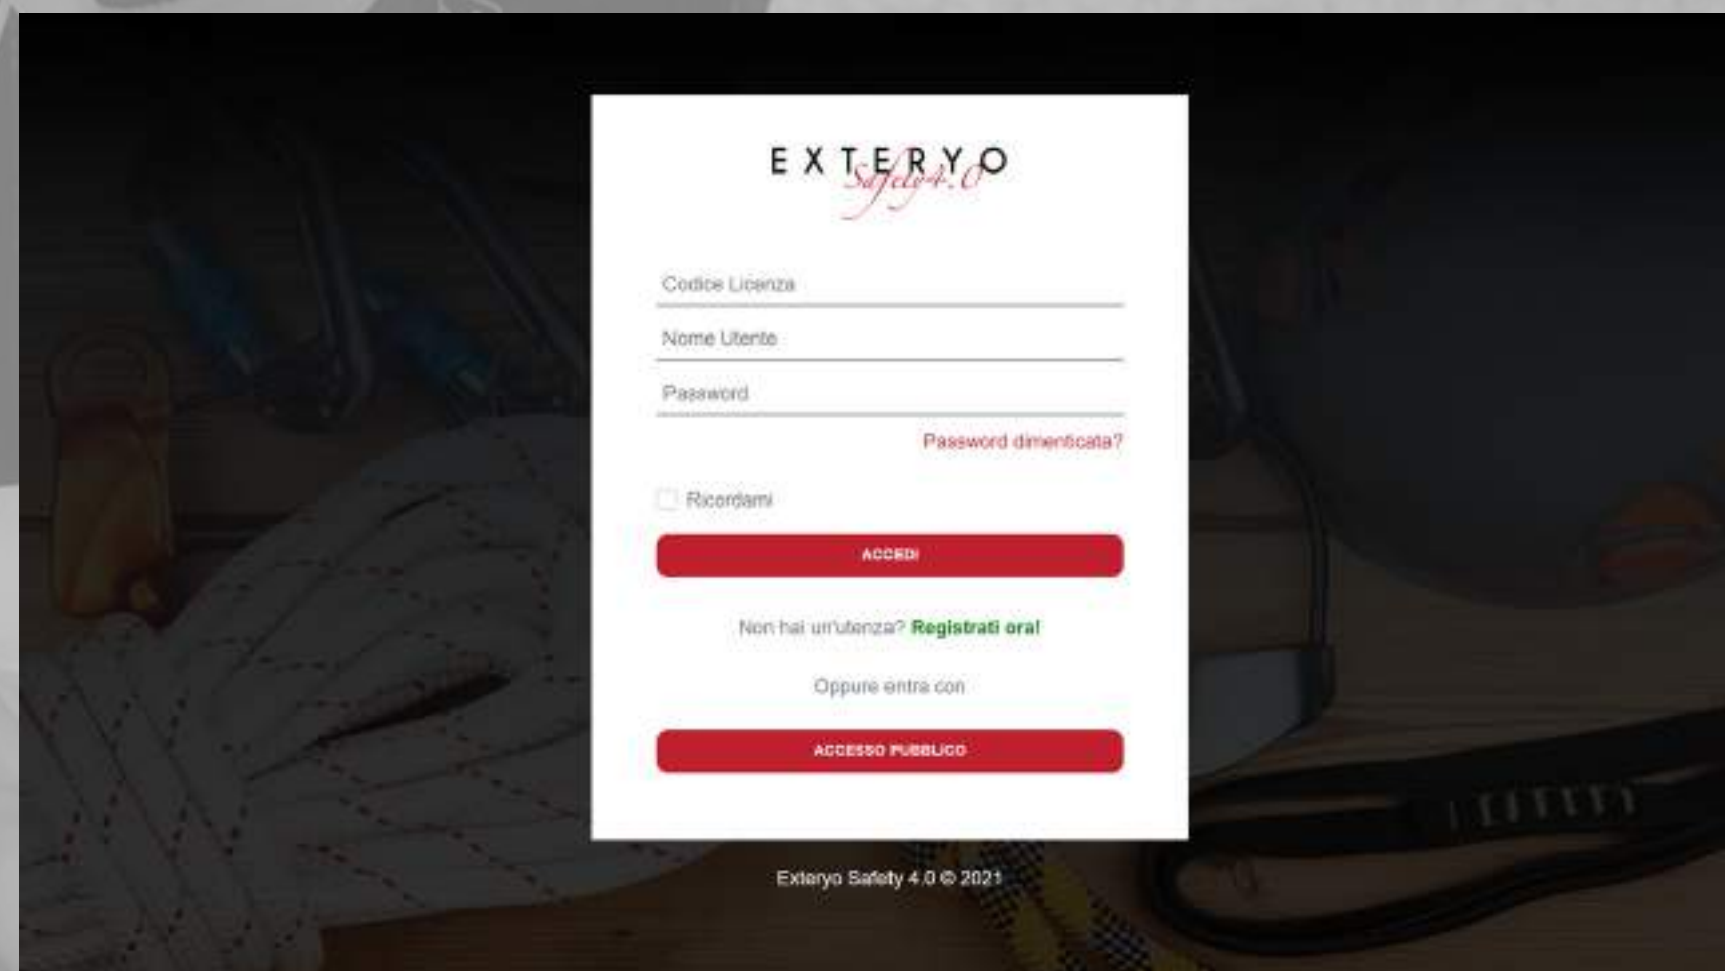 EXTERYO
Safety4.0
Codice Licenza
Nome Utente
Password
Password dimenticata?
Ricordami
ACCEDI
Non hai un'utenza? Registrati ora!
Oppure entra con
ACCESSO PUBBLICO
Exteryo Safety 4.0 © 2021